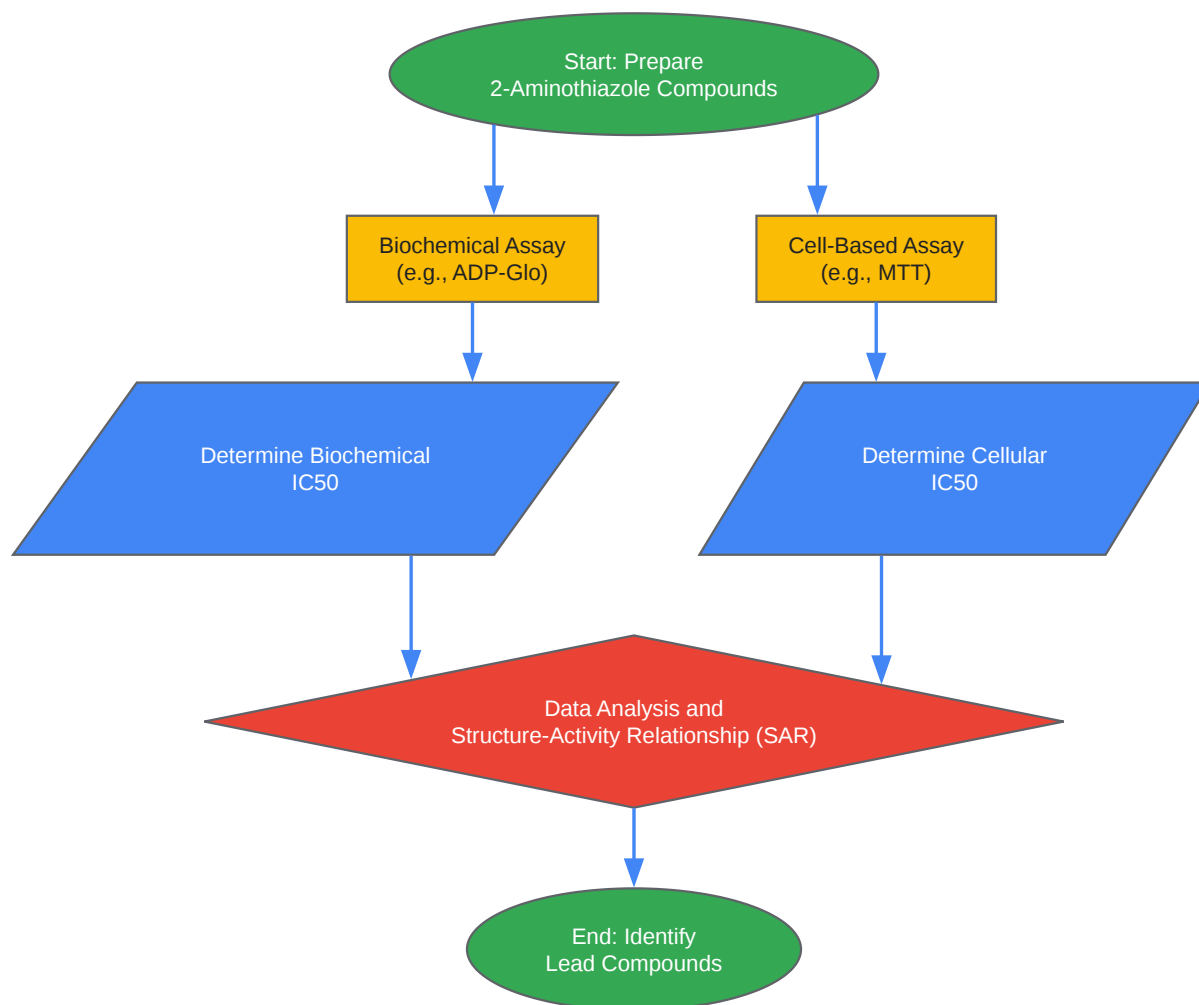 Start: Prepare
2-Aminothiazole Compounds
Biochemical Assay
(e.g., ADP-Glo)
Cell-Based Assay
(e.g., MTT)
Determine Biochemical
IC50
Determine Cellular
IC50
Data Analysis and
Structure-Activity Relationship (SAR)
End: Identify
Lead Compounds